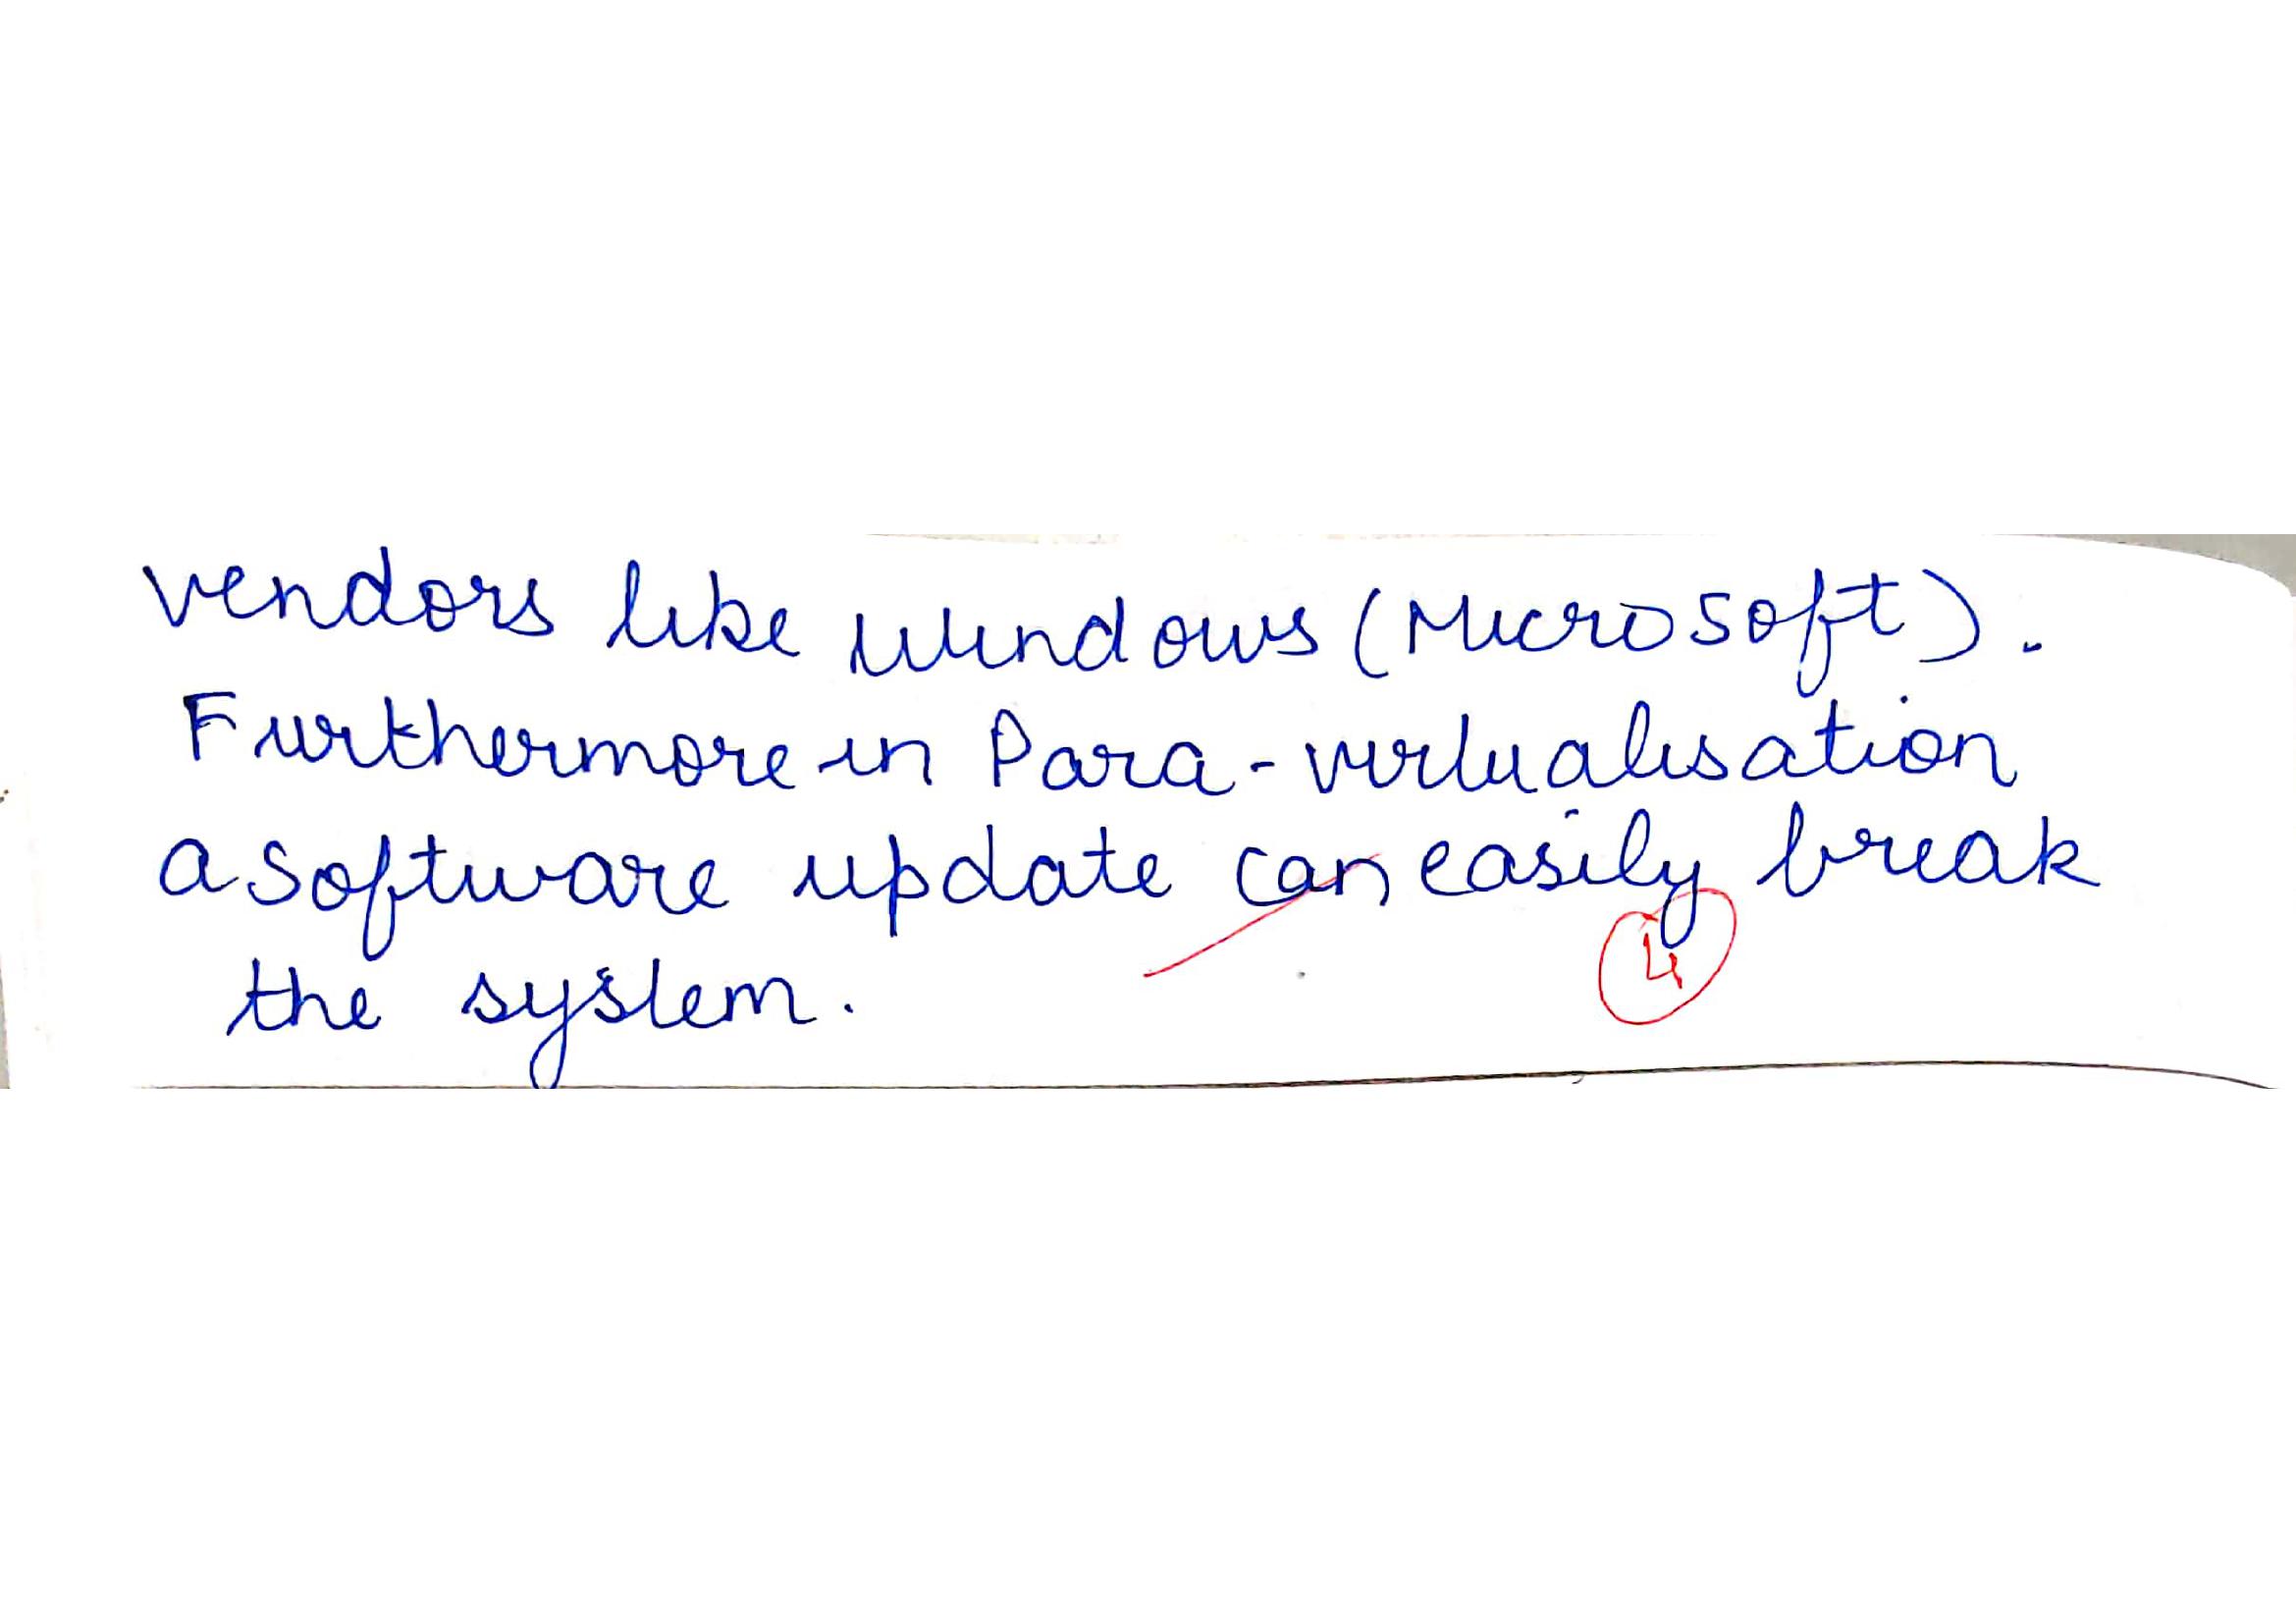 vendors like Windows (Microsoft).
Furthermore in Para-virtualisation
a software update can easily break
the system.
4